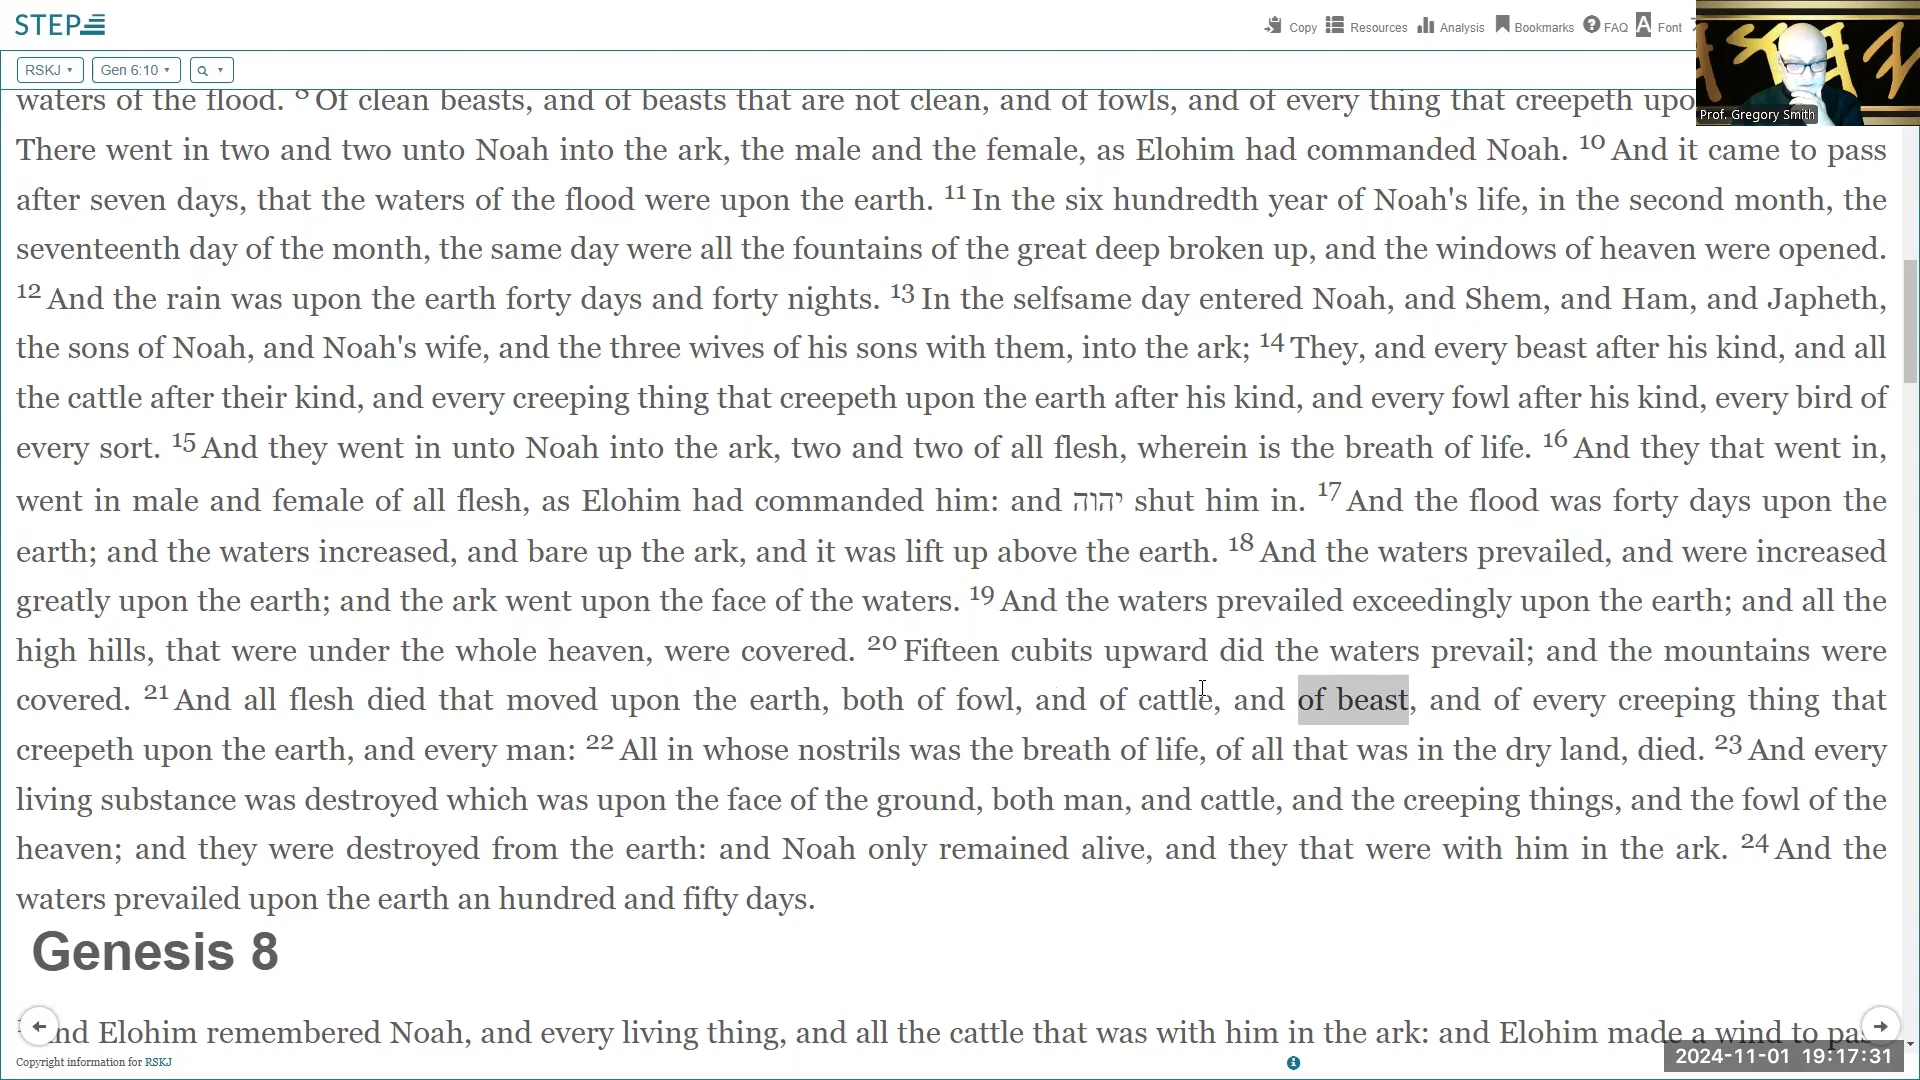 STEP
Copy Resources Analysis Bookmarks FAQ A Font
RSKJ Gen 6:10
Prof. Gregory Smith
waters of the flood. 8 Of clean beasts, and of beasts that are not clean, and of fowls, and of every thing that creepeth upo
There went in two and two unto Noah into the ark, the male and the female, as Elohim had commanded Noah. 10 And it came to pass
after seven days, that the waters of the flood were upon the earth. 11 In the six hundredth year of Noah's life, in the second month, the
seventeenth day of the month, the same day were all the fountains of the great deep broken up, and the windows of heaven were opened.
12 And the rain was upon the earth forty days and forty nights. 13 In the selfsame day entered Noah, and Shem, and Ham, and Japheth,
the sons of Noah, and Noah's wife, and the three wives of his sons with them, into the ark; 14 They, and every beast after his kind, and all
the cattle after their kind, and every creeping thing that creepeth upon the earth after his kind, and every fowl after his kind, every bird of
every sort. 15 And they went in unto Noah into the ark, two and two of all flesh, wherein is the breath of life. 16 And they that went in,
went in male and female of all flesh, as Elohim had commanded him: and יהוה shut him in. 17 And the flood was forty days upon the
earth; and the waters increased, and bare up the ark, and it was lift up above the earth. 18 And the waters prevailed, and were increased
greatly upon the earth; and the ark went upon the face of the waters. 19 And the waters prevailed exceedingly upon the earth; and all the
high hills, that were under the whole heaven, were covered. 20 Fifteen cubits upward did the waters prevail; and the mountains were
covered. 21 And all flesh died that moved upon the earth, both of fowl, and of cattle, and of beast, and of every creeping thing that
creepeth upon the earth, and every man: 22 All in whose nostrils was the breath of life, of all that was in the dry land, died. 23 And every
living substance was destroyed which was upon the face of the ground, both man, and cattle, and the creeping things, and the fowl of the
heaven; and they were destroyed from the earth: and Noah only remained alive, and they that were with him in the ark. 24 And the
waters prevailed upon the earth an hundred and fifty days.
Genesis 8
nd Elohim remembered Noah, and every living thing, and all the cattle that was with him in the ark: and Elohim made a wind to pa
Copyright information for RSKJ
2024-11-01 19:17:31